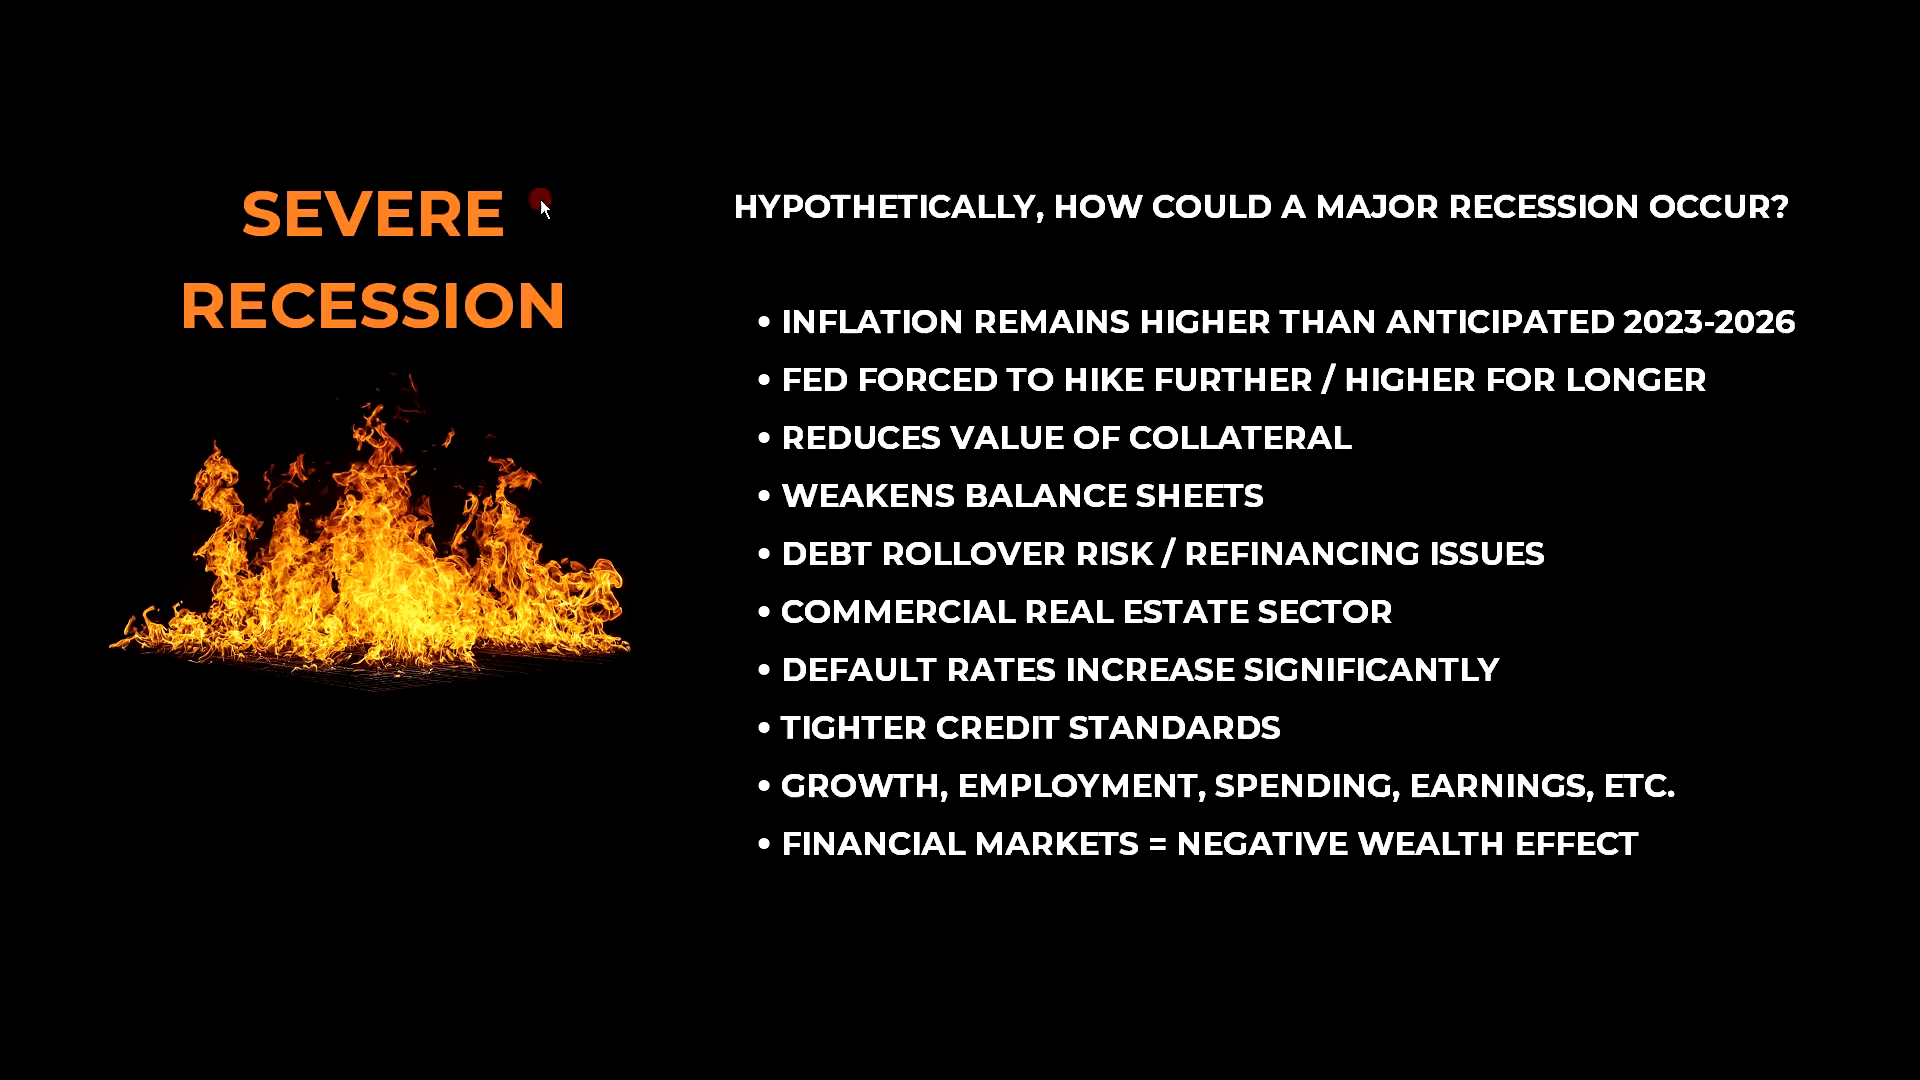 SEVERE
RECESSION
HYPOTHETICALLY, HOW COULD A MAJOR RECESSION OCCUR?
• INFLATION REMAINS HIGHER THAN ANTICIPATED 2023-2026
• FED FORCED TO HIKE FURTHER / HIGHER FOR LONGER
• REDUCES VALUE OF COLLATERAL
• WEAKENS BALANCE SHEETS
• DEBT ROLLOVER RISK / REFINANCING ISSUES
• COMMERCIAL REAL ESTATE SECTOR
• DEFAULT RATES INCREASE SIGNIFICANTLY
• TIGHTER CREDIT STANDARDS
• GROWTH, EMPLOYMENT, SPENDING, EARNINGS, ETC.
• FINANCIAL MARKETS = NEGATIVE WEALTH EFFECT